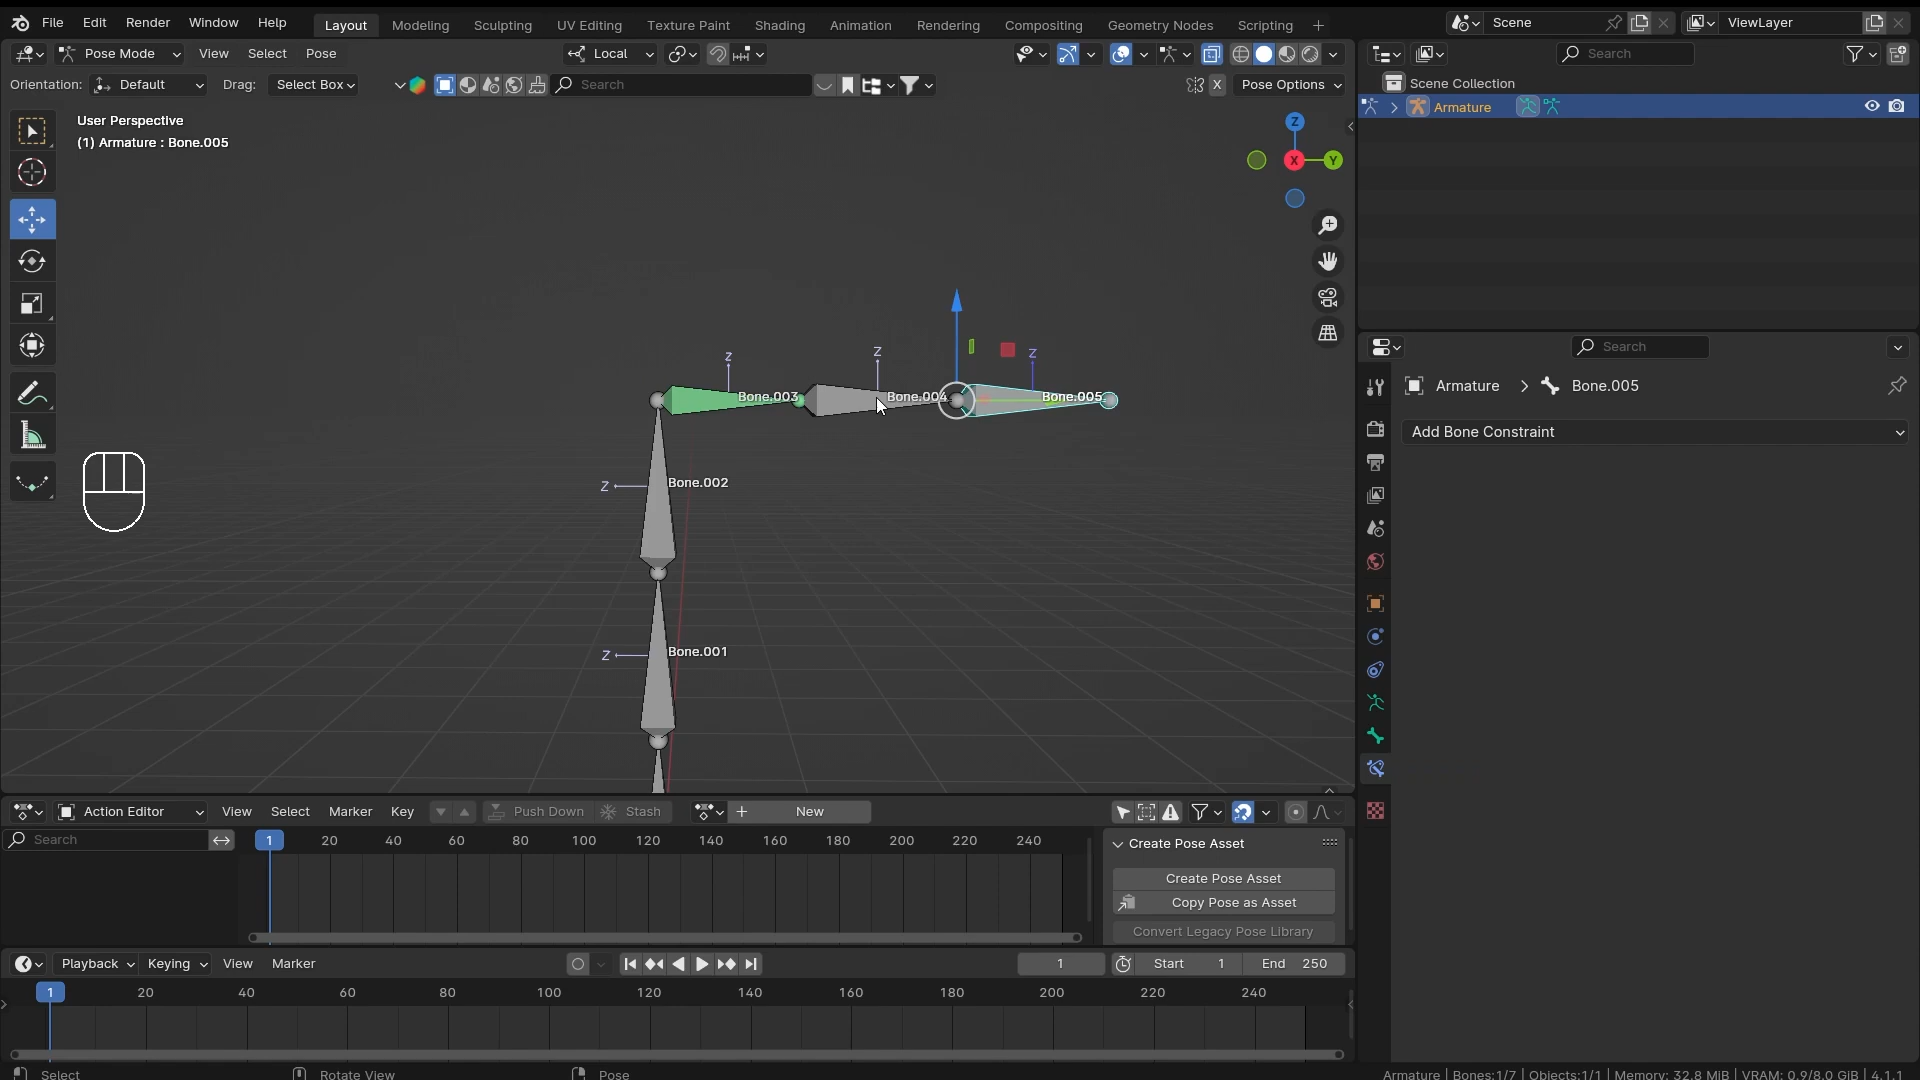 File Edit Render Window Help
Layout Modeling Sculpting UV Editing Texture Paint Shading Animation Rendering Compositing Geometry Nodes Scripting +
Scene
ViewLayer
Pose Mode View Select Pose
Local
Search
Orientation: Default Drag: Select Box
Search
X Pose Options
Scene Collection
Armature
User Perspective
(1) Armature : Bone.005
Z
X
Y
Search
Armature > Bone.005
Add Bone Constraint
Z
Z
Z
Bone.003
Bone.004
Bone.005
Z
Bone.002
Z
Bone.001
Action Editor View Select Marker Key Push Down Stash + New
Search
1 20 40 60 80 100 120 140 160 180 200 220 240
Create Pose Asset
Create Pose Asset
Copy Pose as Asset
Convert Legacy Pose Library
Playback Keying View Marker
1 Start 1 End 250
1 20 40 60 80 100 120 140 160 180 200 220 240
Select Rotate View Pose
Armature | Bones:1/7 | Objects:1/1 | Memory: 32.8 MiB | VRAM: 0.9/8.0 GiB | 4.1.1